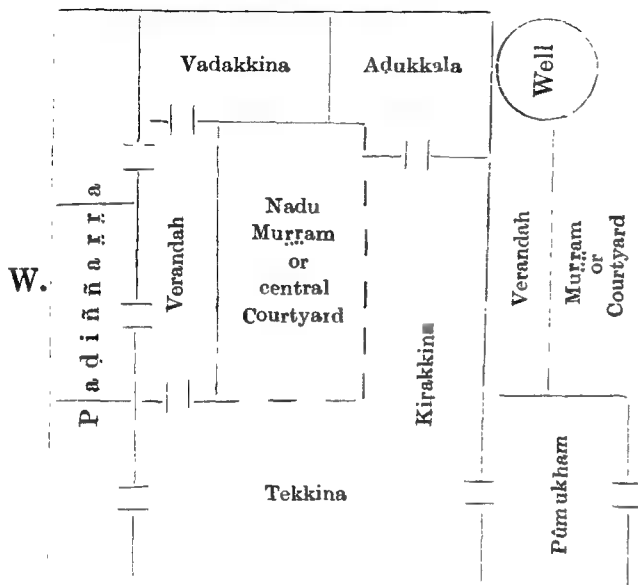 Vadakkina
Adukkala
Well
W.
Padiññarra
Verandah
Nadu
Murram
or
central
Courtyard
Kirakkina
Verandah
Murram
or
Courtyard
Tekkina
Pûmukham